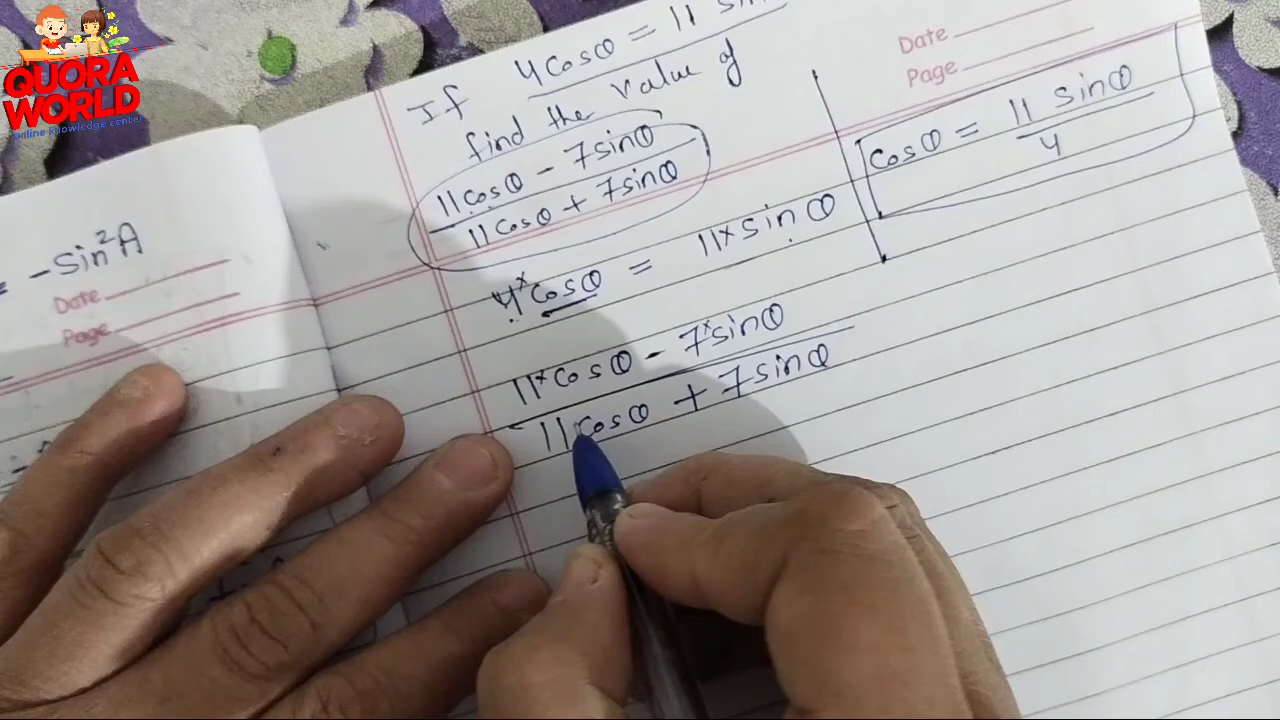 QUORA
WORLD
online knowledge center
= -Sin²A
Date
Page
If 4cosθ = 11 sin
find the value of
11cosθ - 7sinθ
11cosθ + 7sinθ
4×cosθ = 11×sinθ
11×cosθ - 7×sinθ
11cosθ + 7sinθ
Date
Page
cosθ = 11 sinθ
4